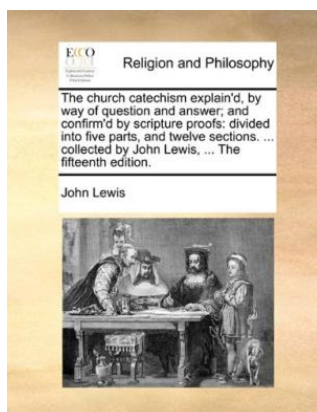 ECCO
Religion and Philosophy
The church catechism explain'd, by
way of question and answer; and
confirm'd by scripture proofs: divided
into five parts, and twelve sections. ...
collected by John Lewis, ... The
fifteenth edition.
John Lewis